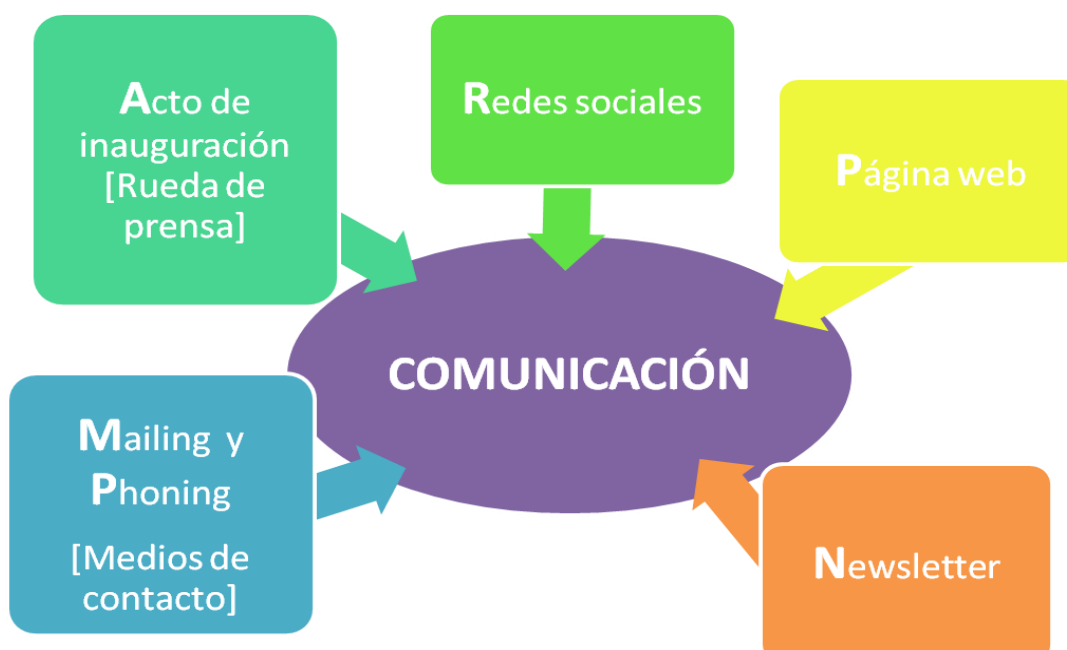 Acto de
inauguración
[Rueda de
prensa]
Redes sociales
Página web
COMUNICACIÓN
Mailing y
Phoning
[Medios de
contacto]
Newsletter